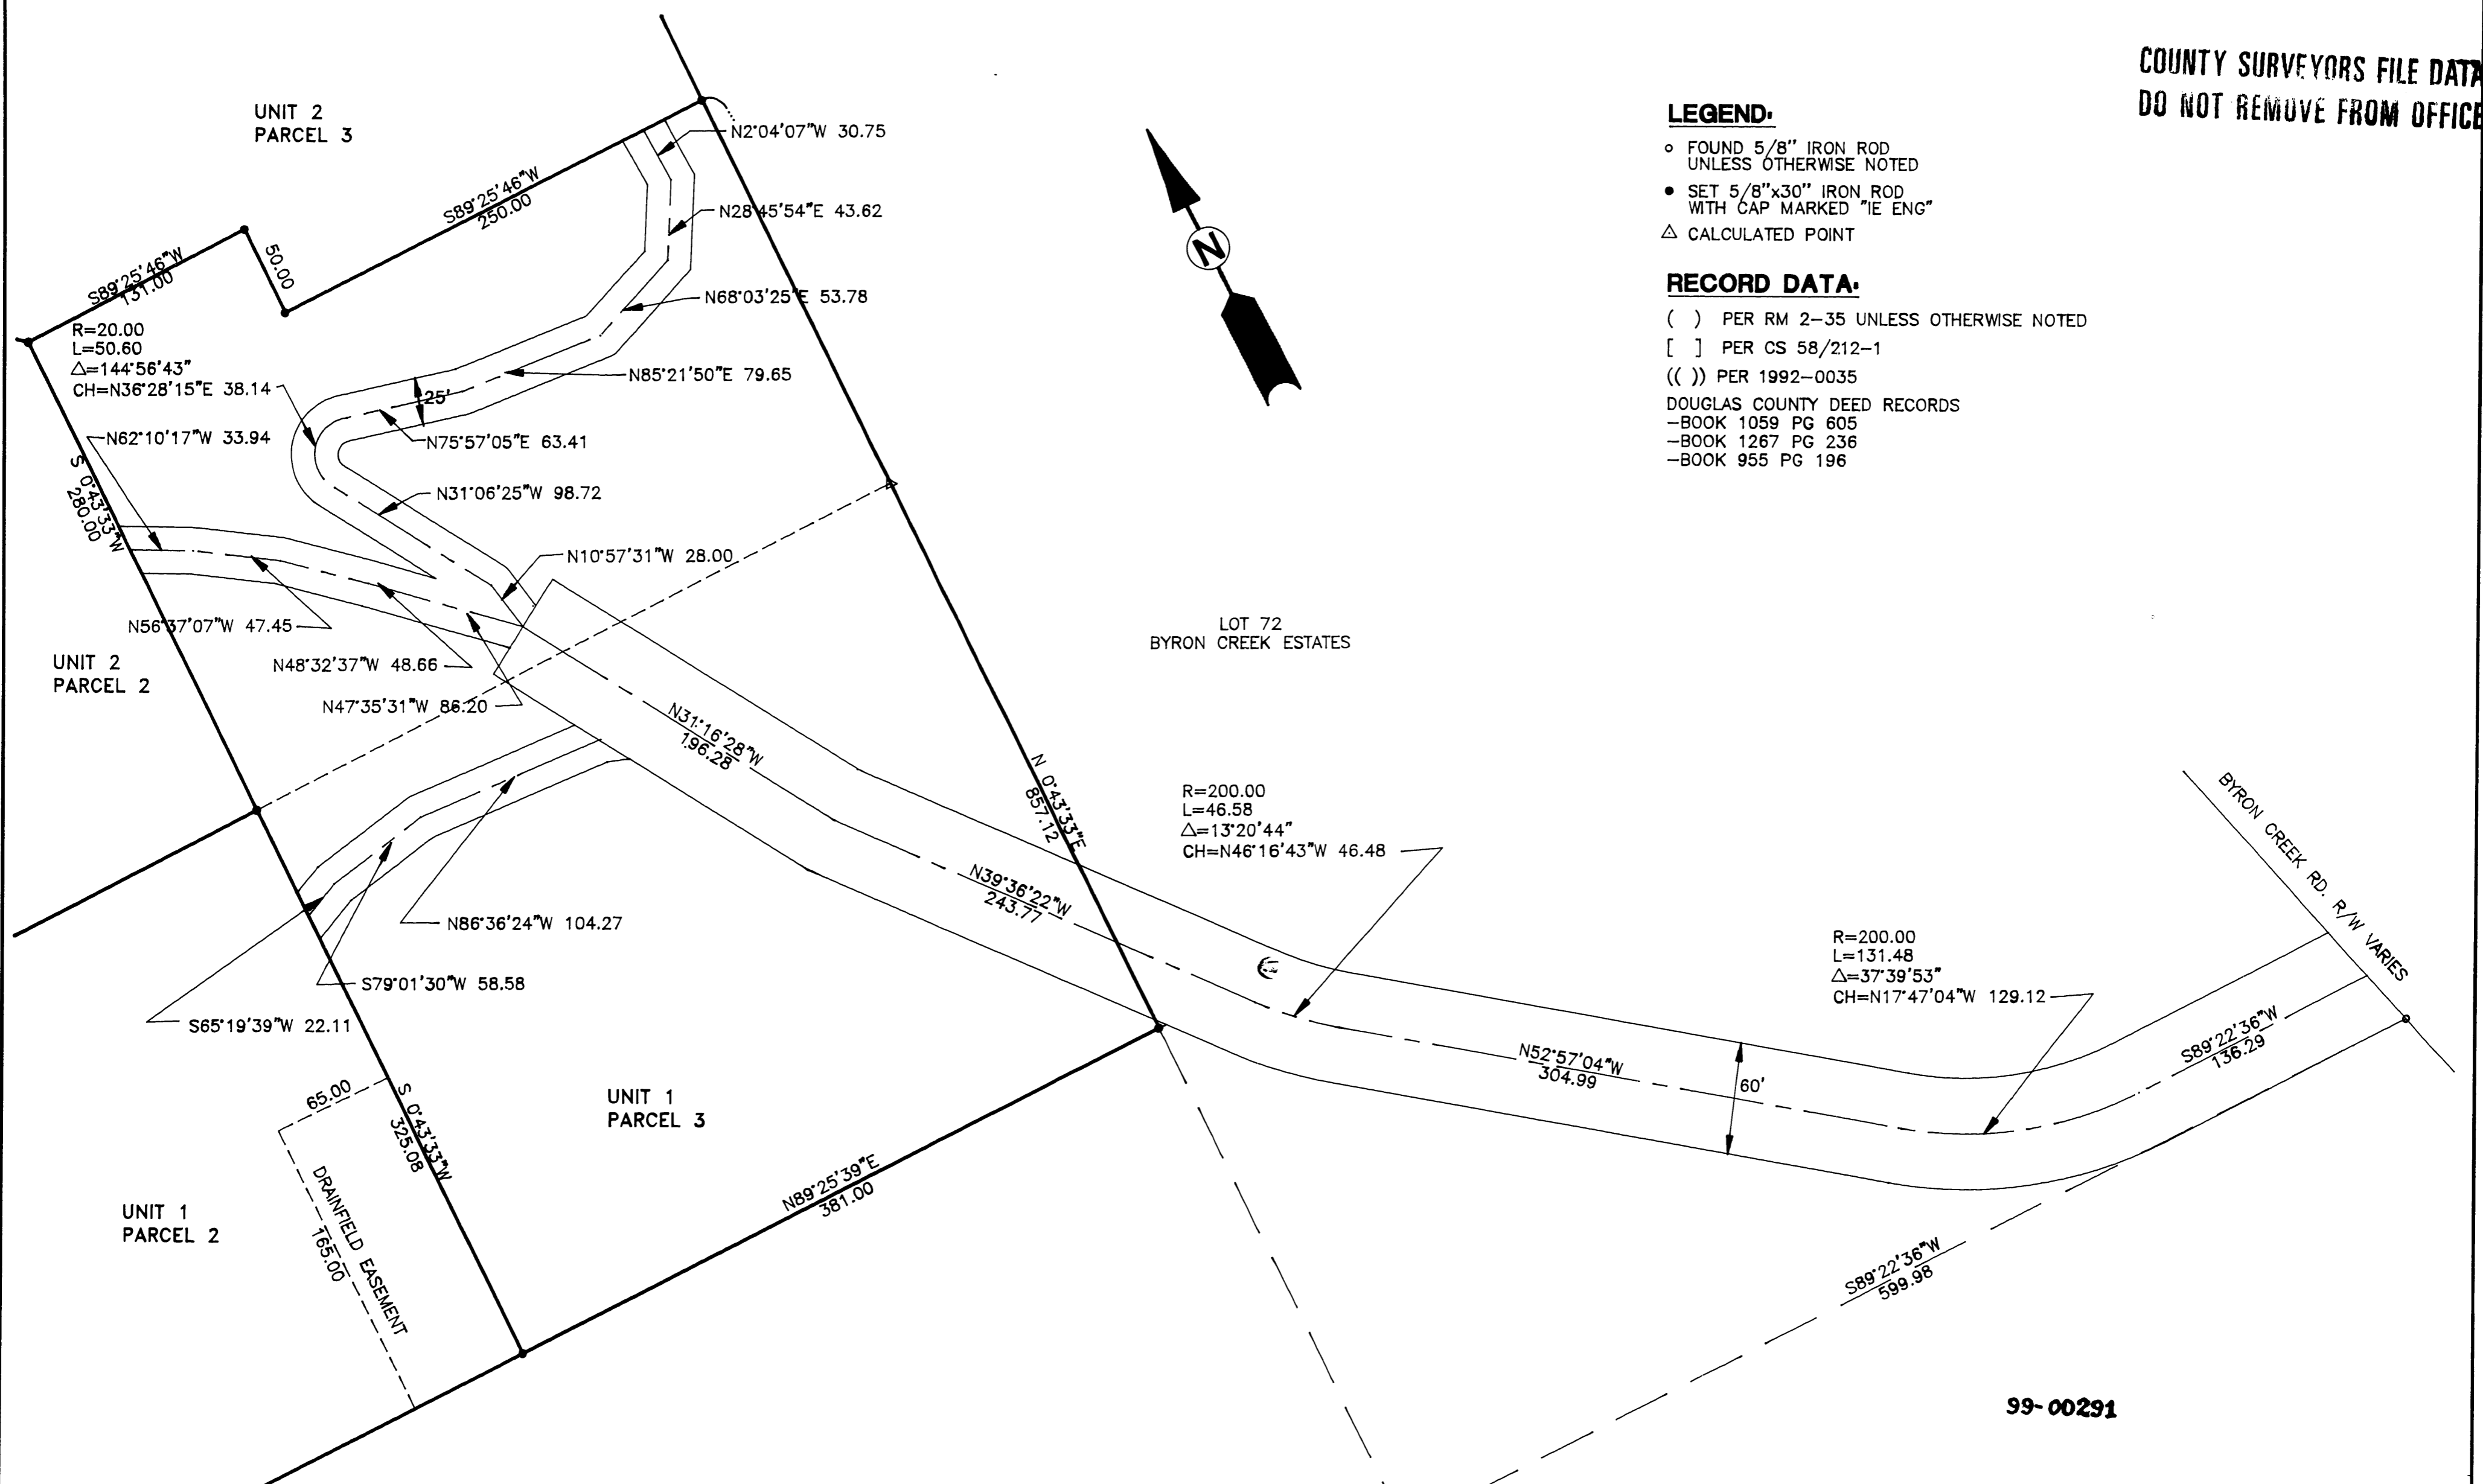 COUNTY SURVEYORS FILE DATA
DO NOT REMOVE FROM OFFICE
UNIT 2
PARCEL 3
N2°04'07"W 30.75
S89°25'46"W
250.00
N28°45'54"E 43.62
S89°25'46"W
131.00
50.00
N68°03'25"E 53.78
R=20.00
L=50.60
Δ=144°56'43"
CH=N36°28'15"E 38.14
N85°21'50"E 79.65
25'
N62°10'17"W 33.94
N75°57'05"E 63.41
S 0°43'33"W
280.00
N31°06'25"W 98.72
N10°57'31"W 28.00
N56°37'07"W 47.45
UNIT 2
PARCEL 2
N48°32'37"W 48.66
N47°35'31"W 86.20
N31°16'28"W
196.28
N
LEGEND:
FOUND 5/8" IRON ROD
UNLESS OTHERWISE NOTED
SET 5/8"x30" IRON ROD
WITH CAP MARKED "IE ENG"
CALCULATED POINT
RECORD DATA:
( ) PER RM 2-35 UNLESS OTHERWISE NOTED
[ ] PER CS 58/212-1
(( )) PER 1992-0035
DOUGLAS COUNTY DEED RECORDS
-BOOK 1059 PG 605
-BOOK 1267 PG 236
-BOOK 955 PG 196
LOT 72
BYRON CREEK ESTATES
N 0°43'33"E
857.12
R=200.00
L=46.58
Δ=13°20'44"
CH=N46°16'43"W 46.48
N39°36'22"W
243.77
BYRON CREEK RD. R/W VARIES
R=200.00
L=131.48
Δ=37°39'53"
CH=N17°47'04"W 129.12
N86°36'24"W 104.27
S79°01'30"W 58.58
S65°19'39"W 22.11
N52°57'04"W
304.99
60'
S89°22'36"W
136.29
65.00
S 0°43'33"W
325.08
UNIT 1
PARCEL 3
N89°25'39"E
381.00
DRAINFIELD EASEMENT
165.00
UNIT 1
PARCEL 2
S89°22'36"W
599.98
99-00291